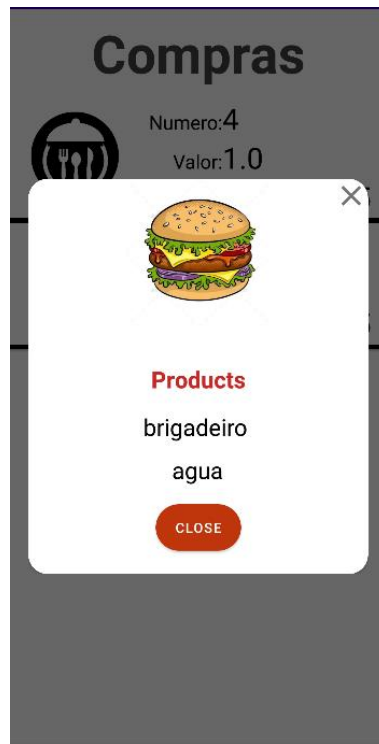 Compras
Numero:4
Valor:1.0
Products
brigadeiro
agua
CLOSE